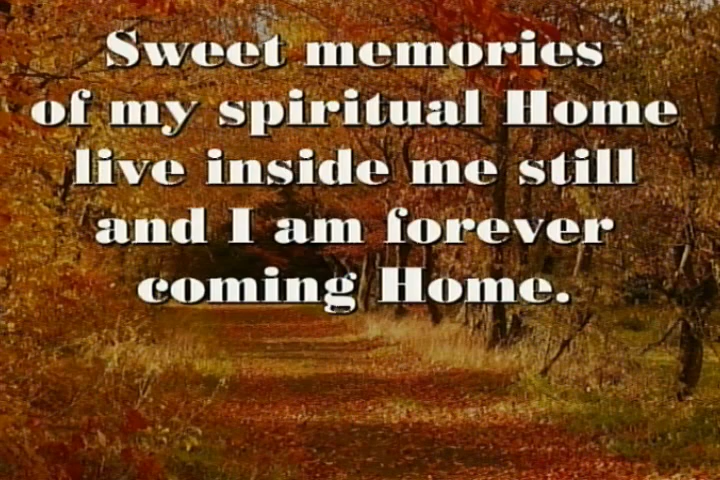 Sweet memories
of my spiritual Home
live inside me still
and I am forever
coming Home.